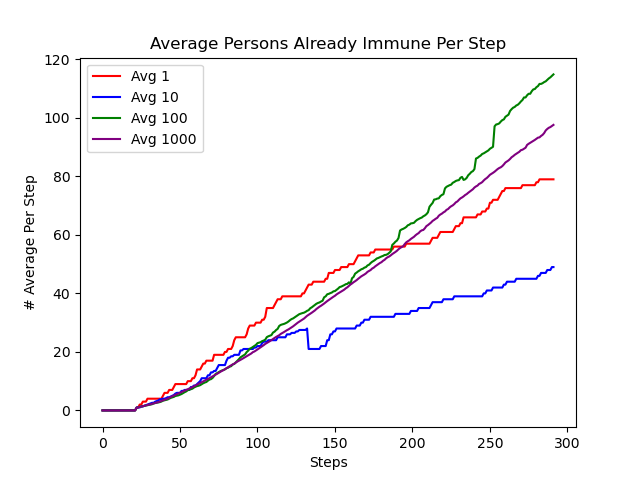 Average Persons Already Immune Per Step
120
100
80
60
40
20
0
# Average Per Step
Avg 1
Avg 10
Avg 100
Avg 1000
0 50 100 150 200 250 300
Steps